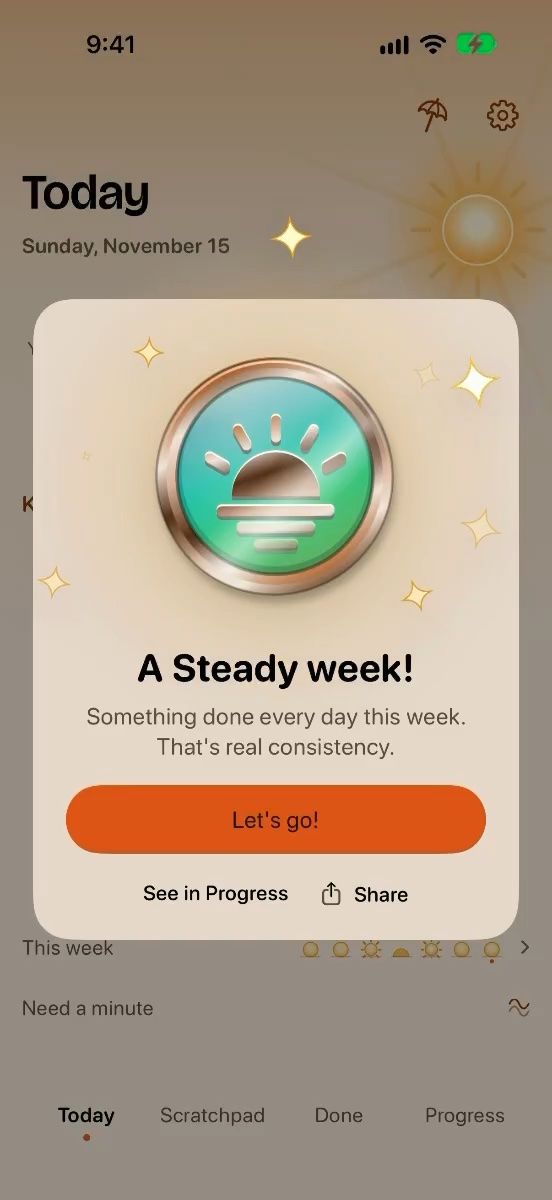 9:41
Today
Sunday, November 15
A Steady week!
Something done every day this week.
That's real consistency.
Let's go!
See in Progress
Share
This week
Need a minute
Today
Scratchpad
Done
Progress